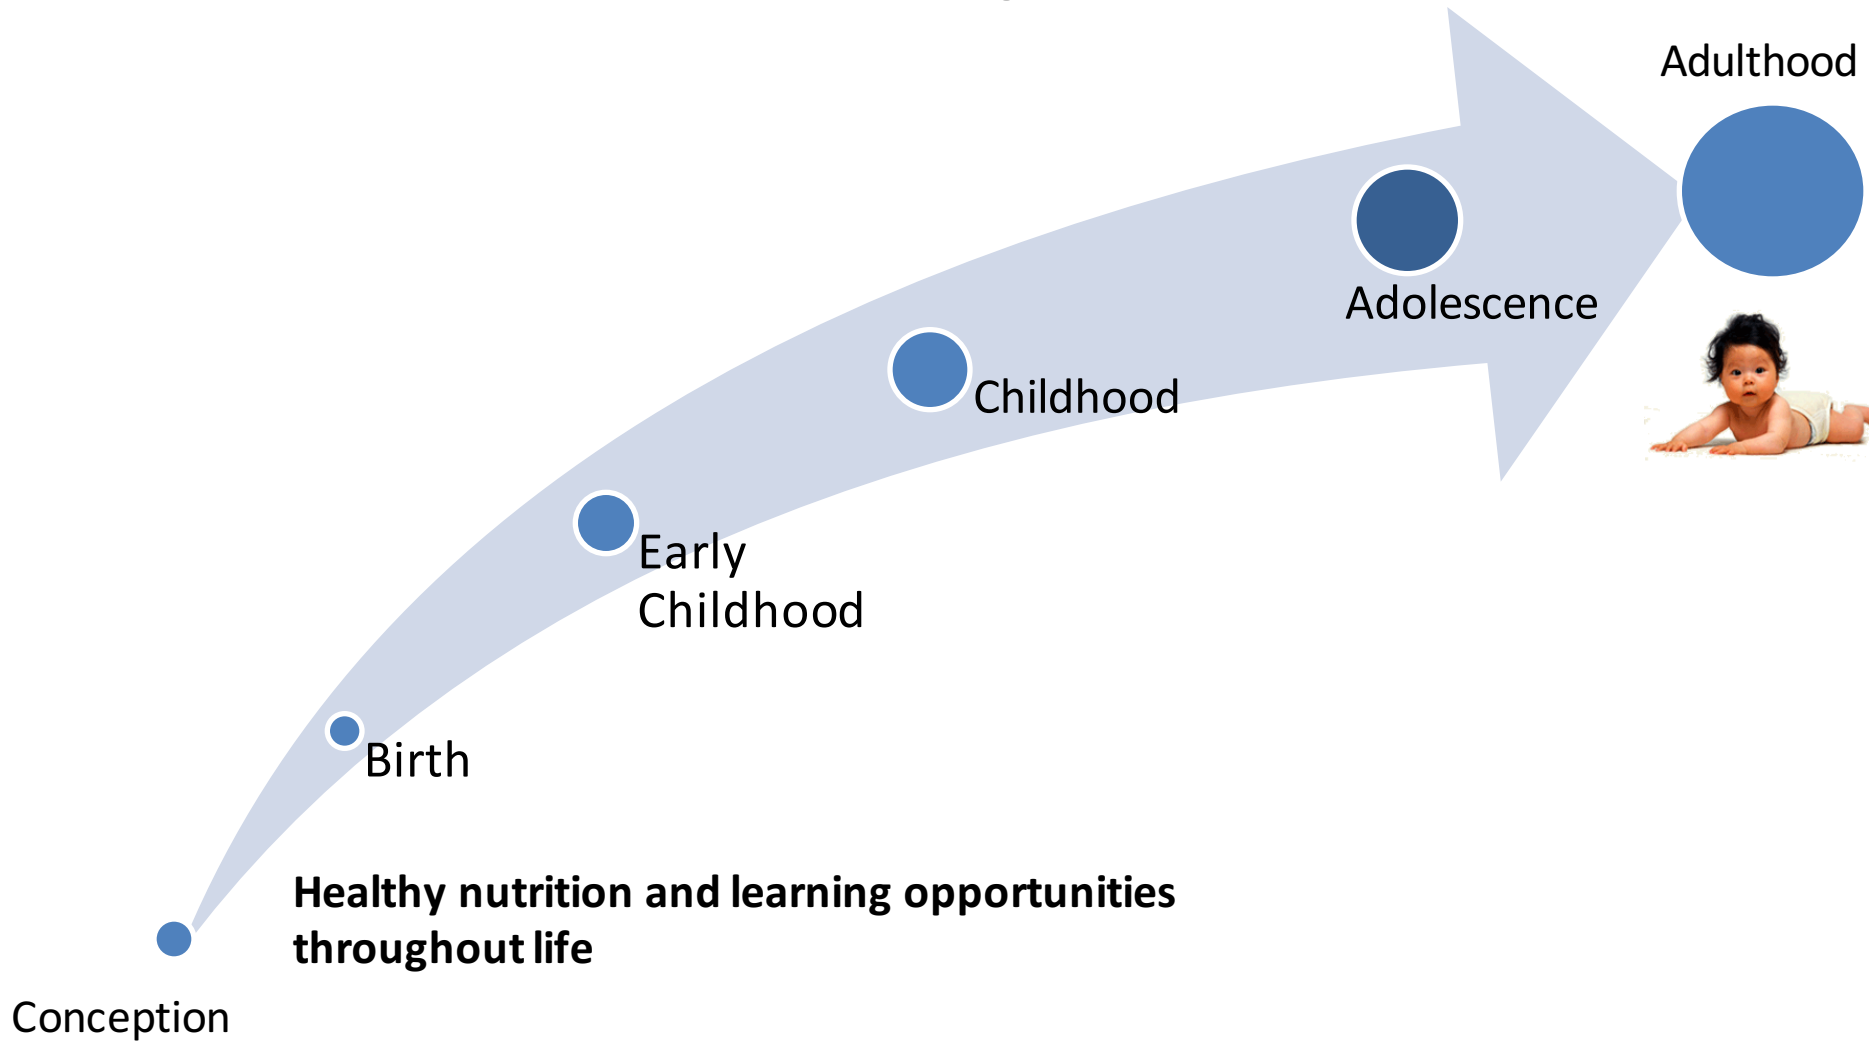 Adulthood
Adolescence
Childhood
Early
Childhood
Birth
Healthy nutrition and learning opportunities
throughout life
Conception